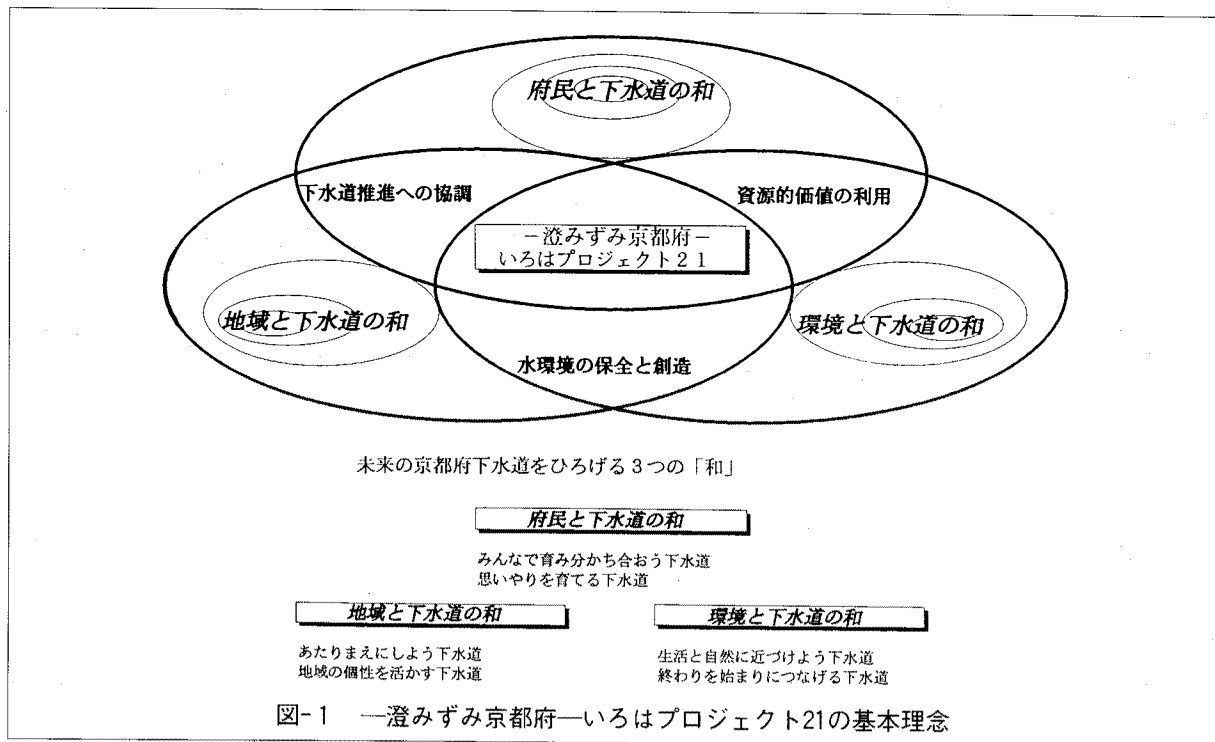 府民と下水道の和
下水道推進への協調
資源的価値の利用
－澄みずみ京都府－
いろはプロジェクト２１
地域と下水道の和
環境と下水道の和
水環境の保全と創造
未来の京都府下水道をひろげる３つの「和」
府民と下水道の和
みんなで育み分かち合おう下水道
思いやりを育てる下水道
地域と下水道の和
あたりまえにしよう下水道
地域の個性を活かす下水道
環境と下水道の和
生活と自然に近づけよう下水道
終わりを始まりにつなげる下水道
図-1 ―澄みずみ京都府―いろはプロジェクト21の基本理念